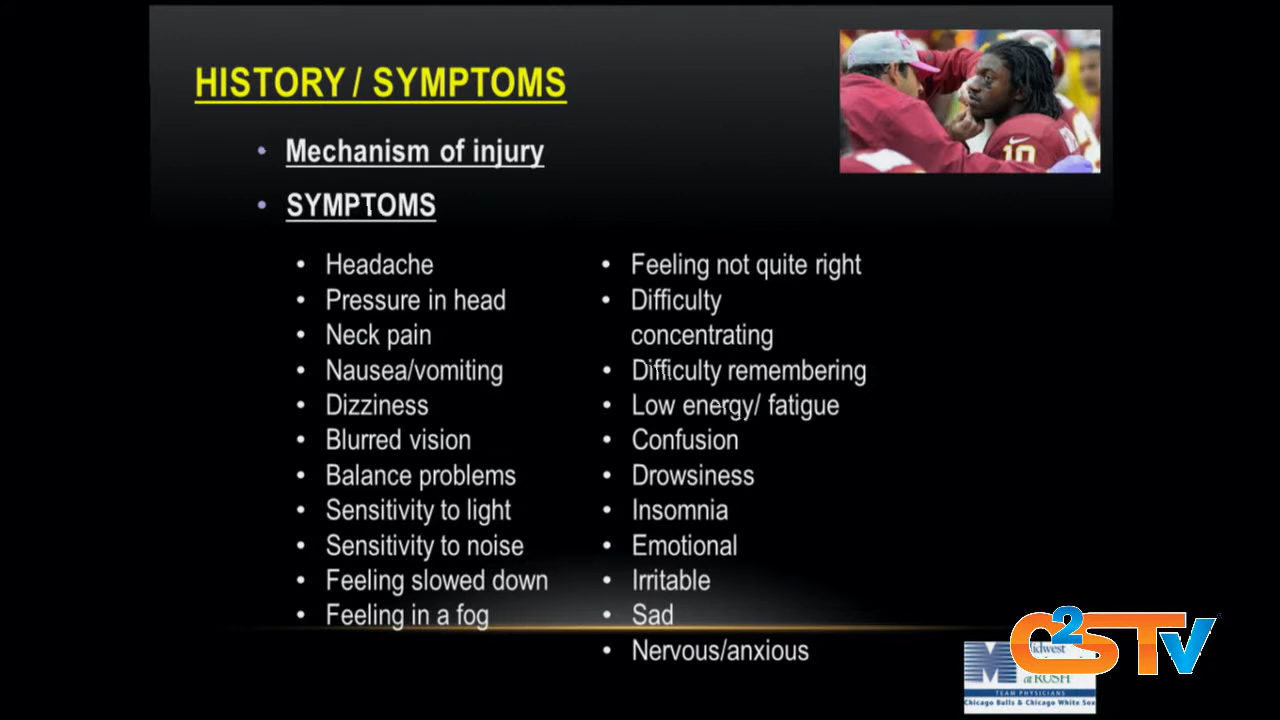 HISTORY / SYMPTOMS
• Mechanism of injury
• SYMPTOMS
• Headache
• Pressure in head
• Neck pain
• Nausea/vomiting
• Dizziness
• Blurred vision
• Balance problems
• Sensitivity to light
• Sensitivity to noise
• Feeling slowed down
• Feeling in a fog
• Feeling not quite right
• Difficulty
concentrating
• Difficulty remembering
• Low energy/ fatigue
• Confusion
• Drowsiness
• Insomnia
• Emotional
• Irritable
• Sad
• Nervous/anxious
10
C2STV
at RUSH
TEAM PHYSICIANS
Chicago Bulls & Chicago White Sox